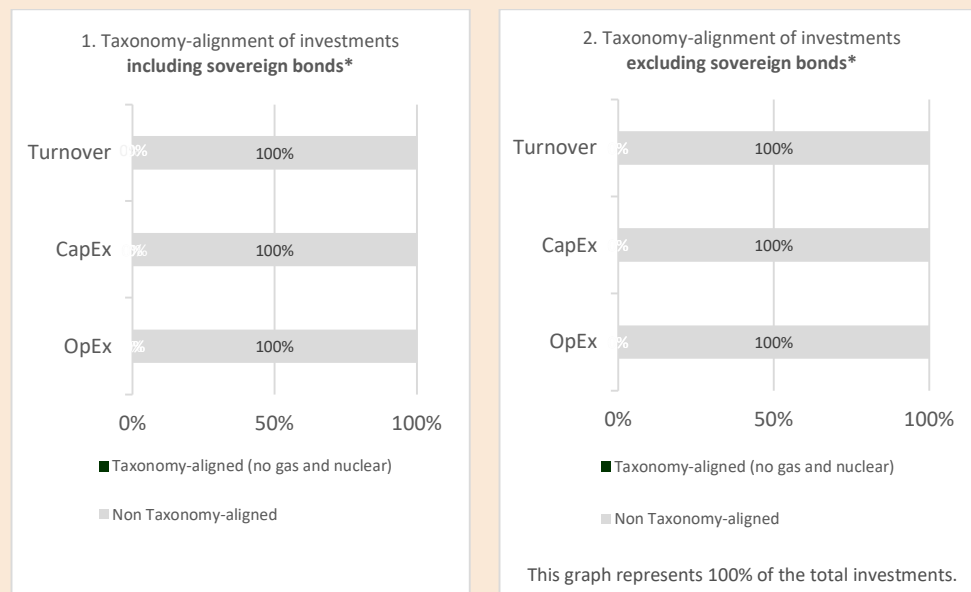 1. Taxonomy-alignment of investments
including sovereign bonds*
Turnover
100%
CapEx
100%
OpEx
100%
0% 50% 100%
Taxonomy-aligned (no gas and nuclear)
Non Taxonomy-aligned
2. Taxonomy-alignment of investments
excluding sovereign bonds*
Turnover
100%
CapEx
100%
OpEx
100%
0% 50% 100%
Taxonomy-aligned (no gas and nuclear)
Non Taxonomy-aligned
This graph represents 100% of the total investments.